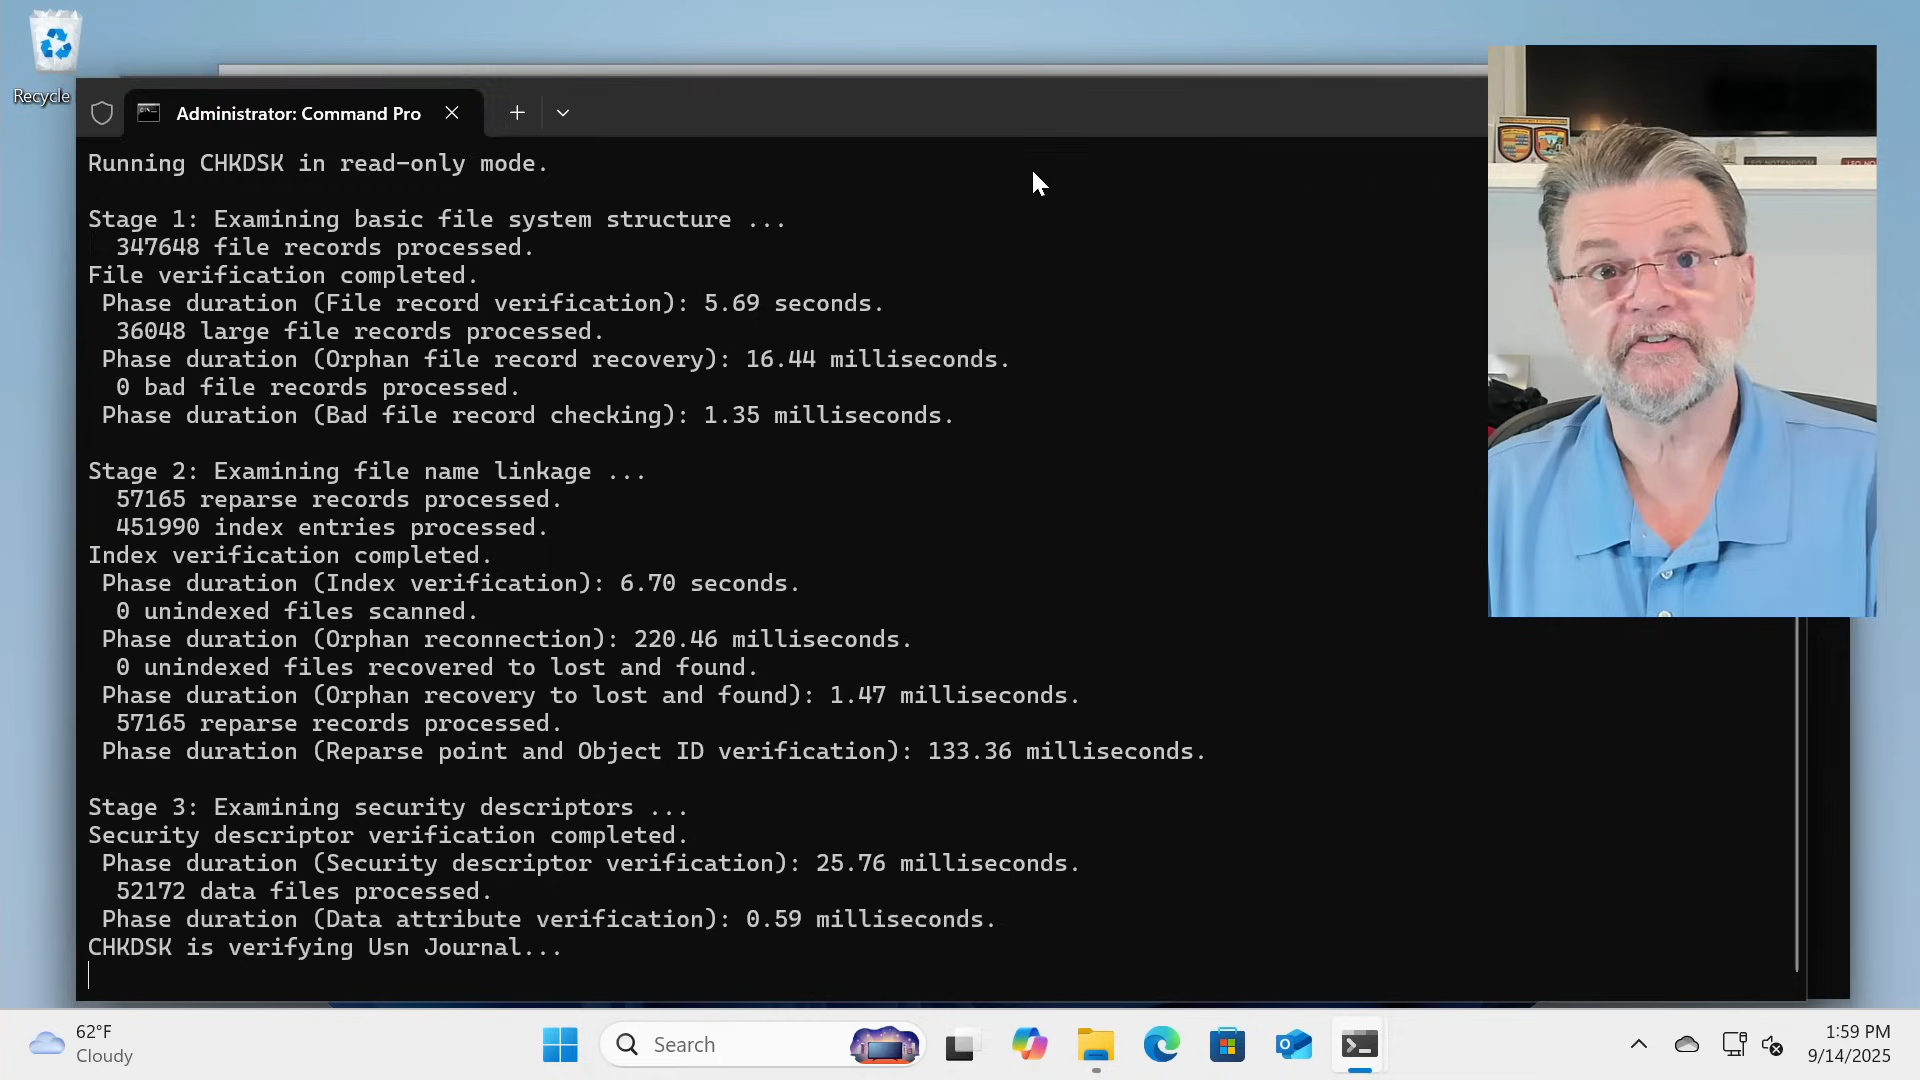 Recycle
Administrator: Command Pro
Running CHKDSK in read-only mode.
Stage 1: Examining basic file system structure ...
347648 file records processed.
File verification completed.
Phase duration (File record verification): 5.69 seconds.
36048 large file records processed.
Phase duration (Orphan file record recovery): 16.44 milliseconds.
0 bad file records processed.
Phase duration (Bad file record checking): 1.35 milliseconds.
Stage 2: Examining file name linkage ...
57165 reparse records processed.
451990 index entries processed.
Index verification completed.
Phase duration (Index verification): 6.70 seconds.
0 unindexed files scanned.
Phase duration (Orphan reconnection): 220.46 milliseconds.
0 unindexed files recovered to lost and found.
Phase duration (Orphan recovery to lost and found): 1.47 milliseconds.
57165 reparse records processed.
Phase duration (Reparse point and Object ID verification): 133.36 milliseconds.
Stage 3: Examining security descriptors ...
Security descriptor verification completed.
Phase duration (Security descriptor verification): 25.76 milliseconds.
52172 data files processed.
Phase duration (Data attribute verification): 0.59 milliseconds.
CHKDSK is verifying Usn Journal...
62°F
Cloudy
Search
1:59 PM
9/14/2025